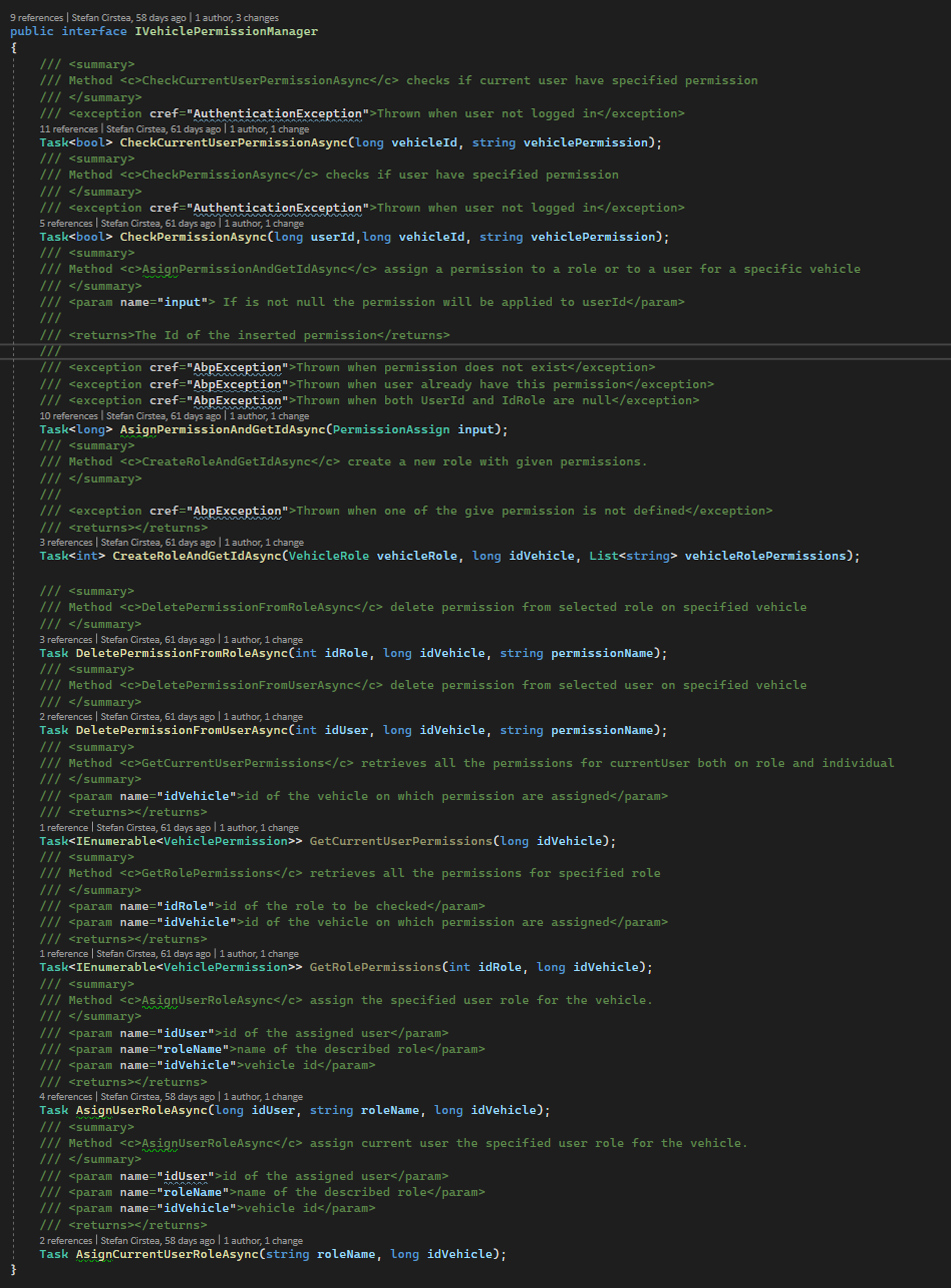 9 references | Stefan Cirstea, 58 days ago | 1 author, 3 changes
public interface IVehiclePermissionManager
{
/// <summary>
/// Method <c>CheckCurrentUserPermissionAsync</c> checks if current user have specified permission
/// </summary>
/// <exception cref="AuthenticationException">Thrown when user not logged in</exception>
11 references | Stefan Cirstea, 61 days ago | 1 author, 1 change
Task<bool> CheckCurrentUserPermissionAsync(long vehicleId, string vehiclePermission);
/// <summary>
/// Method <c>CheckPermissionAsync</c> checks if user have specified permission
/// </summary>
/// <exception cref="AuthenticationException">Thrown when user not logged in</exception>
5 references | Stefan Cirstea, 61 days ago | 1 author, 1 change
Task<bool> CheckPermissionAsync(long userId,long vehicleId, string vehiclePermission);
/// <summary>
/// Method <c>AsignPermissionAndGetIdAsync</c> assign a permission to a role or to a user for a specific vehicle
/// </summary>
/// <param name="input"> If is not null the permission will be applied to userId</param>
///
/// <returns>The Id of the inserted permission</returns>
///
/// <exception cref="AbpException">Thrown when permission does not exist</exception>
/// <exception cref="AbpException">Thrown when user already have this permission</exception>
/// <exception cref="AbpException">Thrown when both UserId and IdRole are null</exception>
10 references | Stefan Cirstea, 61 days ago | 1 author, 1 change
Task<long> AsignPermissionAndGetIdAsync(PermissionAssign input);
/// <summary>
/// Method <c>CreateRoleAndGetIdAsync</c> create a new role with given permissions.
/// </summary>
///
/// <exception cref="AbpException">Thrown when one of the give permission is not defined</exception>
/// <returns></returns>
3 references | Stefan Cirstea, 61 days ago | 1 author, 1 change
Task<int> CreateRoleAndGetIdAsync(VehicleRole vehicleRole, long idVehicle, List<string> vehicleRolePermissions);
/// <summary>
/// Method <c>DeletePermissionFromRoleAsync</c> delete permission from selected role on specified vehicle
/// </summary>
3 references | Stefan Cirstea, 61 days ago | 1 author, 1 change
Task DeletePermissionFromRoleAsync(int idRole, long idVehicle, string permissionName);
/// <summary>
/// Method <c>DeletePermissionFromUserAsync</c> delete permission from selected user on specified vehicle
/// </summary>
2 references | Stefan Cirstea, 61 days ago | 1 author, 1 change
Task DeletePermissionFromUserAsync(int idUser, long idVehicle, string permissionName);
/// <summary>
/// Method <c>GetCurrentUserPermissions</c> retrieves all the permissions for currentUser both on role and individual
/// </summary>
/// <param name="idVehicle">id of the vehicle on which permission are assigned</param>
/// <returns></returns>
1 reference | Stefan Cirstea, 61 days ago | 1 author, 1 change
Task<IEnumerable<VehiclePermission>> GetCurrentUserPermissions(long idVehicle);
/// <summary>
/// Method <c>GetRolePermissions</c> retrieves all the permissions for specified role
/// </summary>
/// <param name="idRole">id of the role to be checked</param>
/// <param name="idVehicle">id of the vehicle on which permission are assigned</param>
/// <returns></returns>
1 reference | Stefan Cirstea, 61 days ago | 1 author, 1 change
Task<IEnumerable<VehiclePermission>> GetRolePermissions(int idRole, long idVehicle);
/// <summary>
/// Method <c>AsignUserRoleAsync</c> assign the specified user role for the vehicle.
/// </summary>
/// <param name="idUser">id of the assigned user</param>
/// <param name="roleName">name of the described role</param>
/// <param name="idVehicle">vehicle id</param>
/// <returns></returns>
4 references | Stefan Cirstea, 58 days ago | 1 author, 1 change
Task AsignUserRoleAsync(long idUser, string roleName, long idVehicle);
/// <summary>
/// Method <c>AsignUserRoleAsync</c> assign current user the specified user role for the vehicle.
/// </summary>
/// <param name="idUser">id of the assigned user</param>
/// <param name="roleName">name of the described role</param>
/// <param name="idVehicle">vehicle id</param>
/// <returns></returns>
2 references | Stefan Cirstea, 58 days ago | 1 author, 1 change
Task AsignCurrentUserRoleAsync(string roleName, long idVehicle);
}